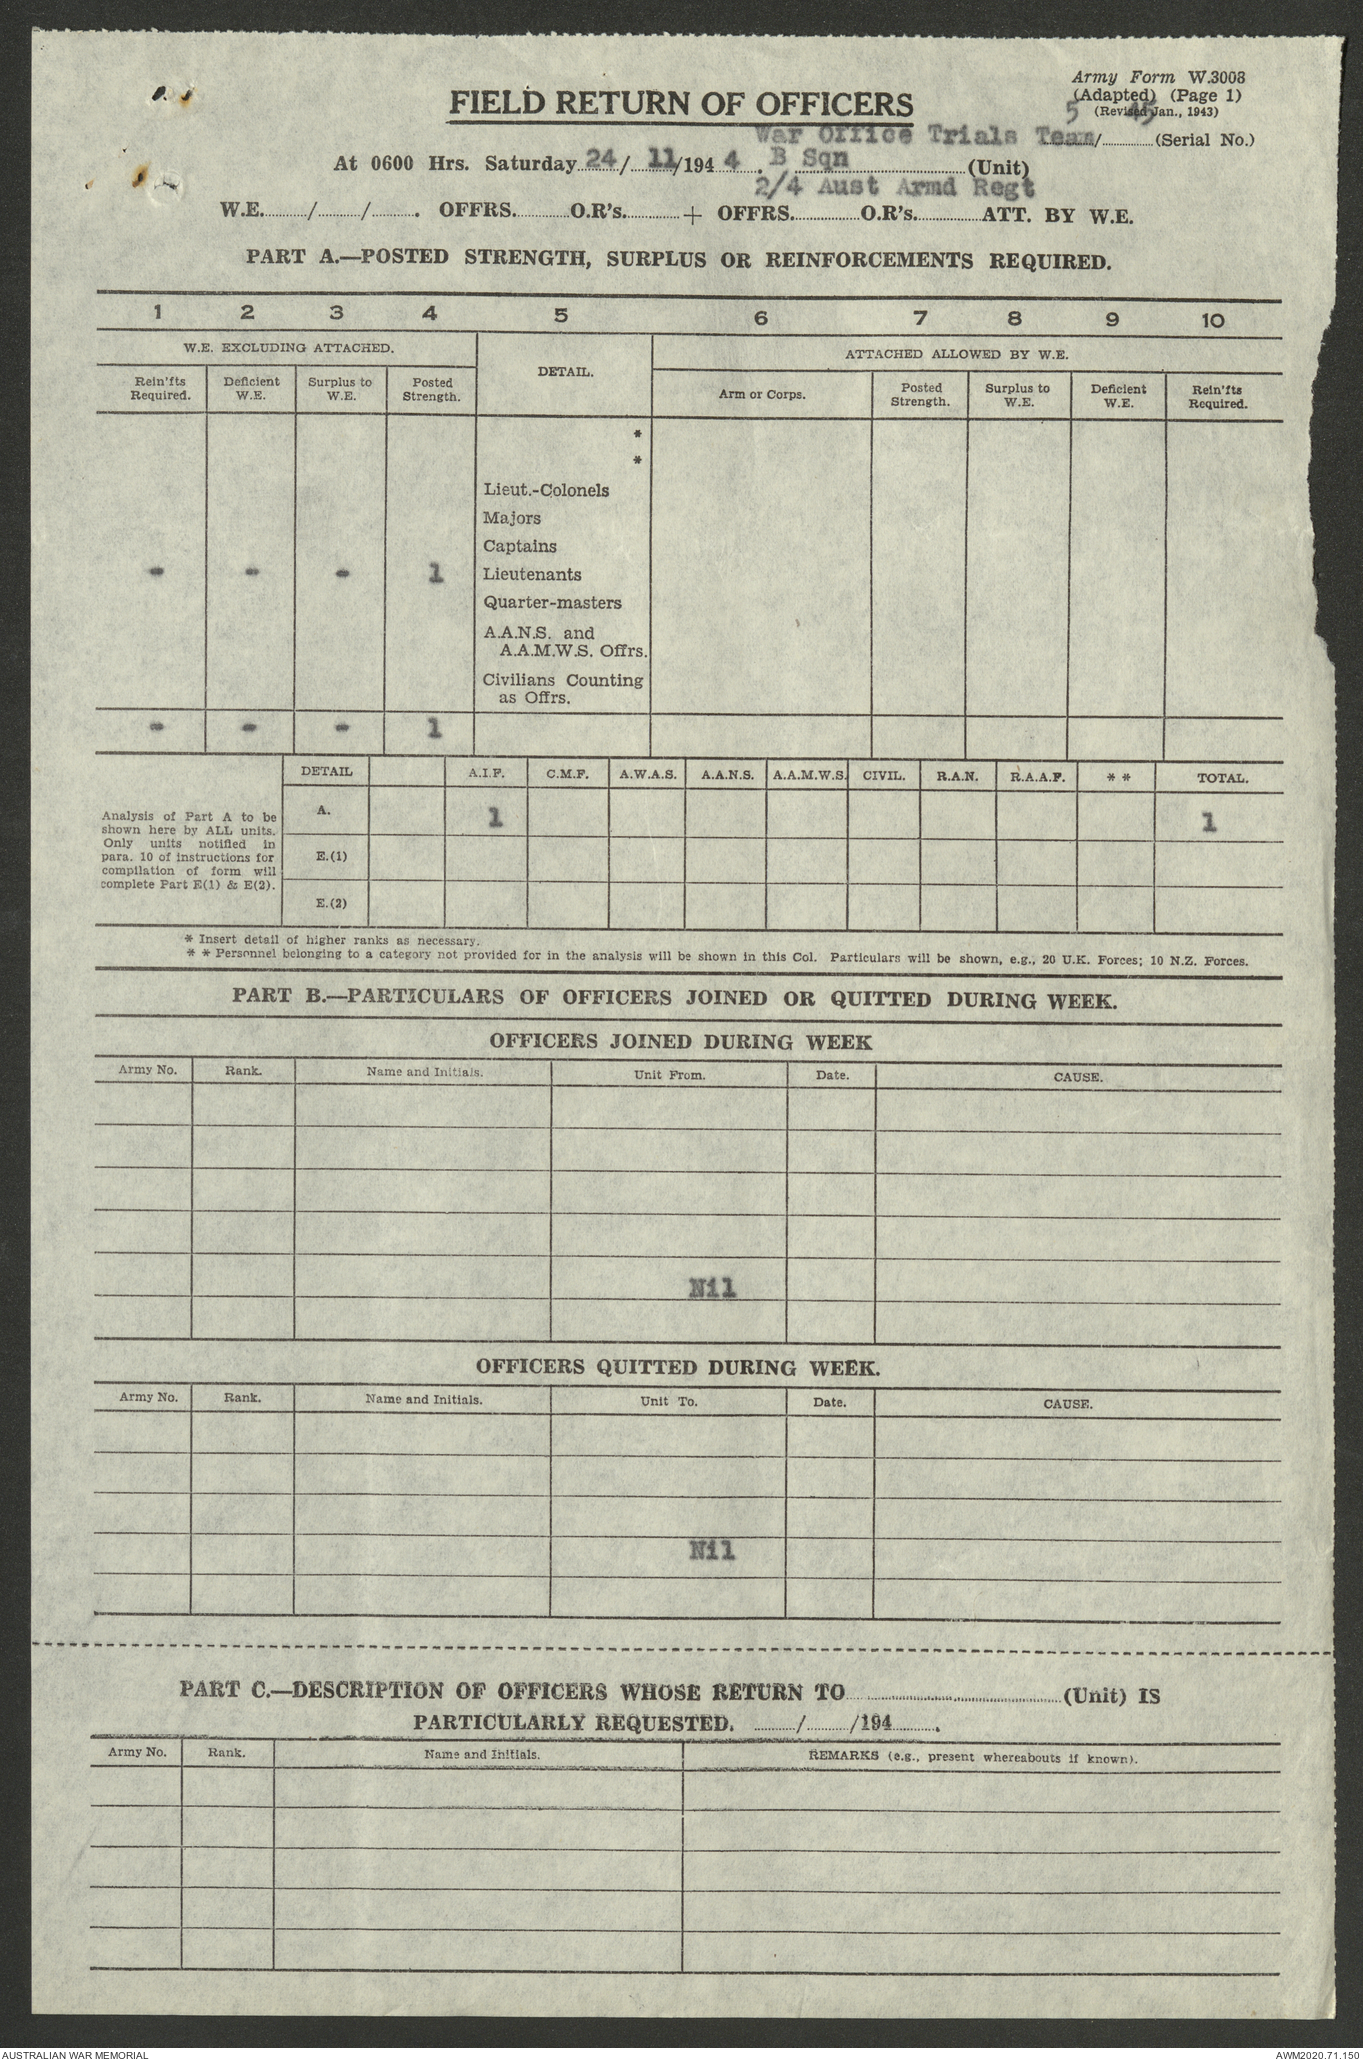 Army Form W.3008
(Adapted) (Page 1)
(Revised Jan., 1943)
5 45
FIELD RETURN OF OFFICERS
War Office Trials Team/............(Serial No.)
At 0600 Hrs. Saturday 24/ 11/194 4. B Sqn ............(Unit)
2/4 Aust Armd Regt
W.E........../........../.......... OFFRS............O.R's............+ OFFRS............O.R's............ATT. BY W.E.
PART A.—POSTED STRENGTH, SURPLUS OR REINFORCEMENTS REQUIRED.
1 2 3 4 5 6 7 8 9 10
W.E. EXCLUDING ATTACHED. DETAIL. ATTACHED ALLOWED BY W.E.
Rein'fts Required. Deficient W.E. Surplus to W.E. Posted Strength. Arm or Corps. Posted Strength. Surplus to W.E. Deficient W.E. Rein'fts Required.
*
*
Lieut.-Colonels
Majors
Captains
- - - 1 Lieutenants
Quarter-masters
A.A.N.S. and
A.A.M.W.S. Offrs.
Civilians Counting
as Offrs.
- - - 1
DETAIL A.I.F. C.M.F. A.W.A.S. A.A.N.S. A.A.M.W.S. CIVIL. R.A.N. R.A.A.F. * * TOTAL.
Analysis of Part A to be
shown here by ALL units.
Only units notified in
para. 10 of instructions for
compilation of form will
complete Part E(1) & E(2).
A. 1 1
E.(1)
E.(2)
* Insert detail of higher ranks as necessary.
* * Personnel belonging to a category not provided for in the analysis will be shown in this Col. Particulars will be shown, e.g., 20 U.K. Forces; 10 N.Z. Forces.
PART B.—PARTICULARS OF OFFICERS JOINED OR QUITTED DURING WEEK.
OFFICERS JOINED DURING WEEK
Army No. Rank. Name and Initials. Unit From. Date. CAUSE.
Nil
OFFICERS QUITTED DURING WEEK.
Army No. Rank. Name and Initials. Unit To. Date. CAUSE.
Nil
PART C.—DESCRIPTION OF OFFICERS WHOSE RETURN TO............(Unit) IS
PARTICULARLY REQUESTED. ........../........../194..........
Army No. Rank. Name and Initials. REMARKS (e.g., present whereabouts if known).
AUSTRALIAN WAR MEMORIAL AWM2020.71.150